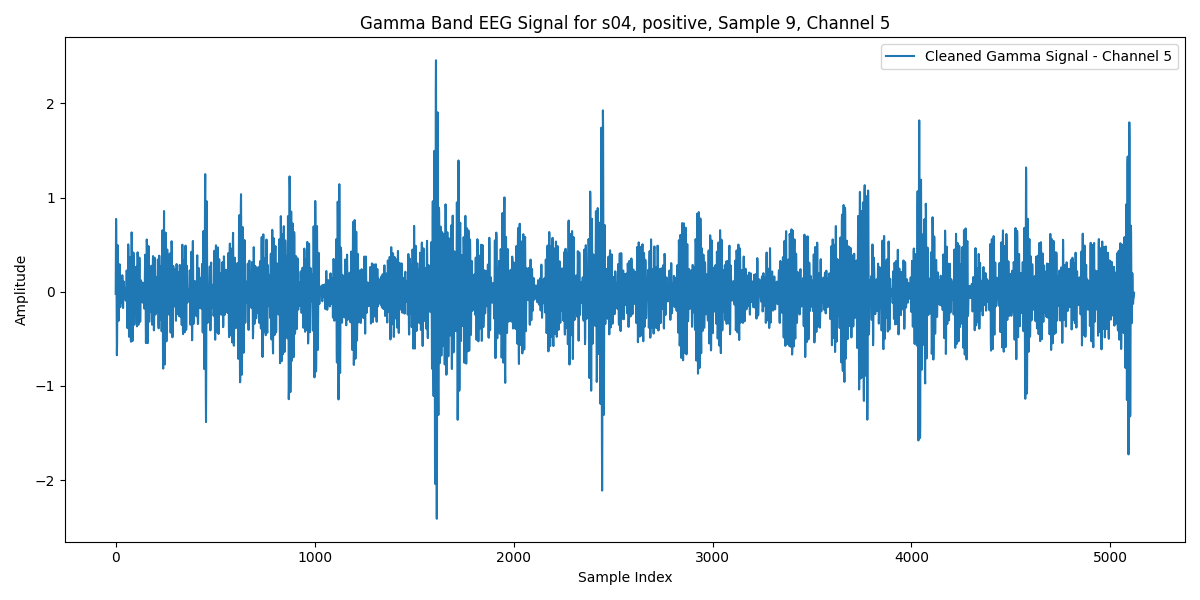 Gamma Band EEG Signal for s04, positive, Sample 9, Channel 5
Cleaned Gamma Signal - Channel 5
Amplitude
2
1
0
−1
−2
0 1000 2000 3000 4000 5000
Sample Index